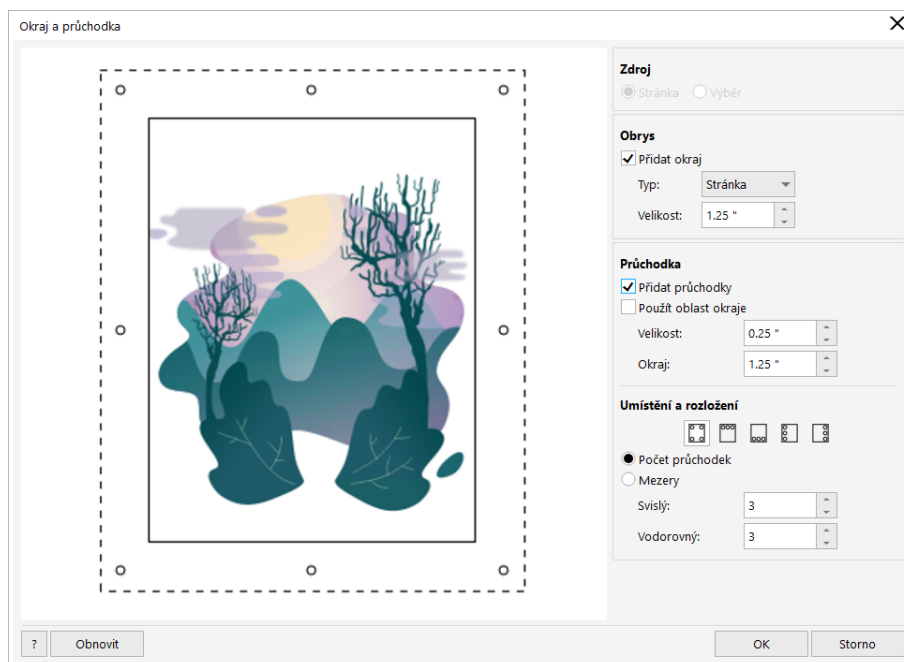 Okraj a průchodka
Zdroj
Stránka Výběr
Obrys
Přidat okraj
Typ: Stránka
Velikost: 1.25 "
Průchodka
Přidat průchodky
Použít oblast okraje
Velikost: 0.25 "
Okraj: 1.25 "
Umístění a rozložení
Počet průchodek
Mezery
Svislý: 3
Vodorovný: 3
? Obnovit OK Storno